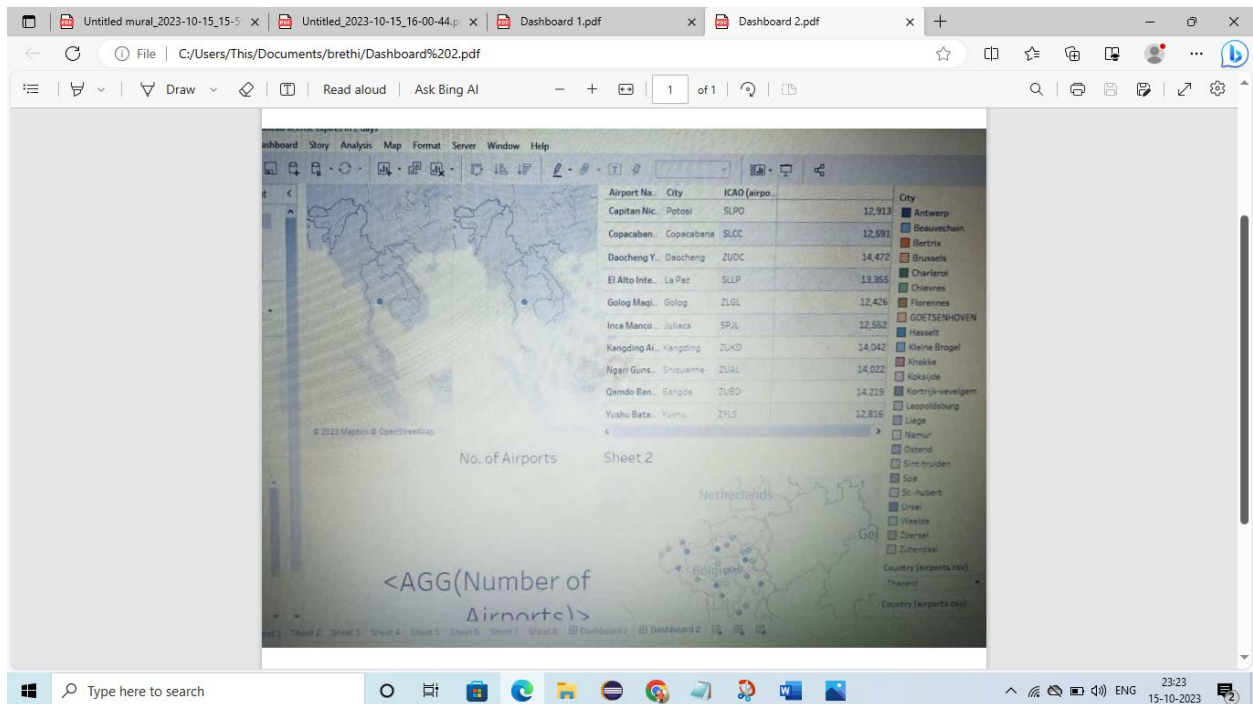 Untitled mural_2023-10-15_15-5
Untitled_2023-10-15_16-00-44.p
Dashboard 1.pdf
Dashboard 2.pdf
File
C:/Users/This/Documents/brethi/Dashboard%202.pdf
Draw
Read aloud
Ask Bing AI
1 of 1
Story Analysis Map Format Server Window Help
Airport Na.. City ICAO (airpo..
Capitan Nic.. Potosi SLPO 12,913
Copacaban.. Copacabana SLCC 12,591
Daocheng Y.. Daocheng ZUDC 14,472
El Alto Inte.. La Paz SLLP 13,355
Golog Maqi.. Golog ZLGL 12,426
Inca Manco .. Juliaca SPJL 12,552
Kangding Ai.. Kangding ZUKD 14,042
Ngari Guns.. Shiquanhe ZUAL 14,022
Qamdo Ban.. Bangda ZUBD 14,219
Yushu Bata.. Yushu ZYLS 12,816
City
Antwerp
Beauvechain
Bertrix
Brussels
Charleroi
Chievres
Florennes
GOETSENHOVEN
Hasselt
Kleine Brogel
Knokke
Koksijde
Kortrijk-vevelgem
Leopoldsburg
Liege
Namur
Ostend
Sint-truiden
Spa
St.-hubert
Ursel
Weelde
Zoersel
Zutendaal
Country (airports.csv)
Thailand
Country (airports.csv)
© 2023 Mapbox © OpenStreetMap
No. of Airports
Sheet 2
Netherlands
Belgium
Ger
<AGG(Number of
Airports)>
Sheet 2 Sheet 3 Sheet 4 Sheet 5 Sheet 6 Sheet 7 Sheet 8 Dashboard 1 Dashboard 2
Type here to search
ENG
23:23
15-10-2023